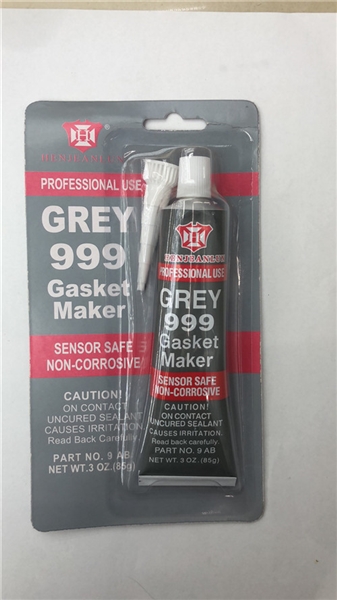 H
PROFESSIONAL USE
GREY
999
Gasket
Maker
SENSOR SAFE
NON-CORROSIVE
CAUTION!
ON CONTACT
UNCURED SEALANT
CAUSES IRRITATION.
Read Back Carefully.
PART NO. 9 AB
NET WT.3 OZ.(85g)
H
PROFESSIONAL USE
GREY
999
Gasket
Maker
SENSOR SAFE
NON-CORROSIVE
CAUTION!
ON CONTACT
UNCURED SEALANT
CAUSES IRRITATION.
Read Back carefully.
PART NO. 9 AB
NET WT. 3 OZ. (85g)